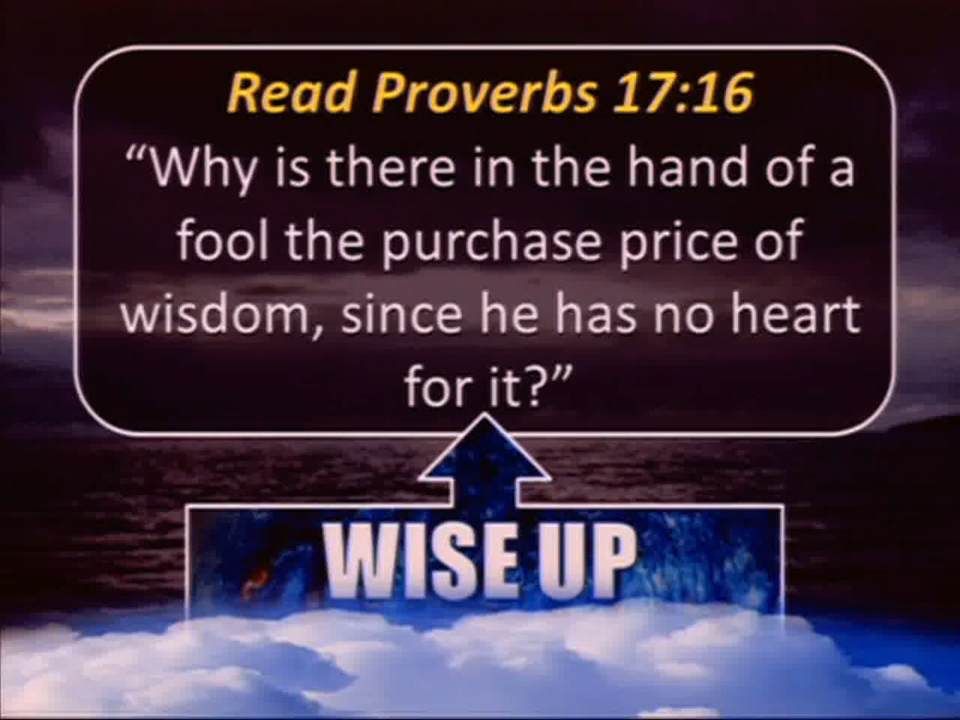 Read Proverbs 17:16
“Why is there in the hand of a
fool the purchase price of
wisdom, since he has no heart
for it?”
WISE UP